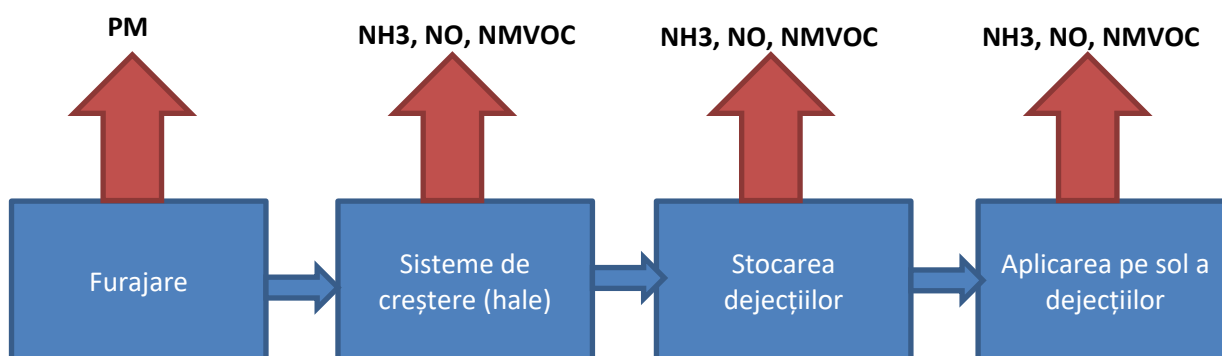 PM
NH3, NO, NMVOC
NH3, NO, NMVOC
NH3, NO, NMVOC
Furajare
Sisteme de
creștere (hale)
Stocarea
dejecțiilor
Aplicarea pe sol a
dejecțiilor